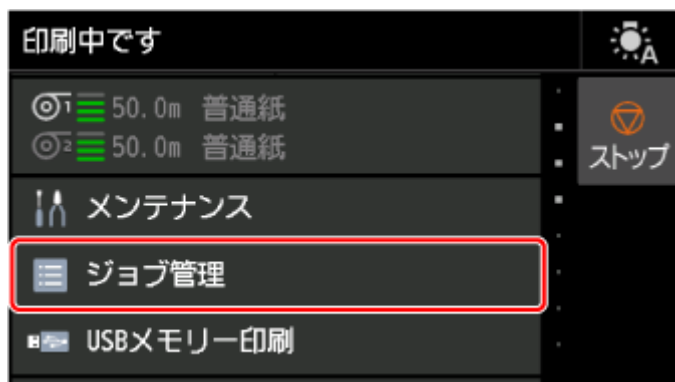 印刷中です
A
1 50.0m 普通紙
2 50.0m 普通紙
ストップ
メンテナンス
ジョブ管理
USBメモリー印刷